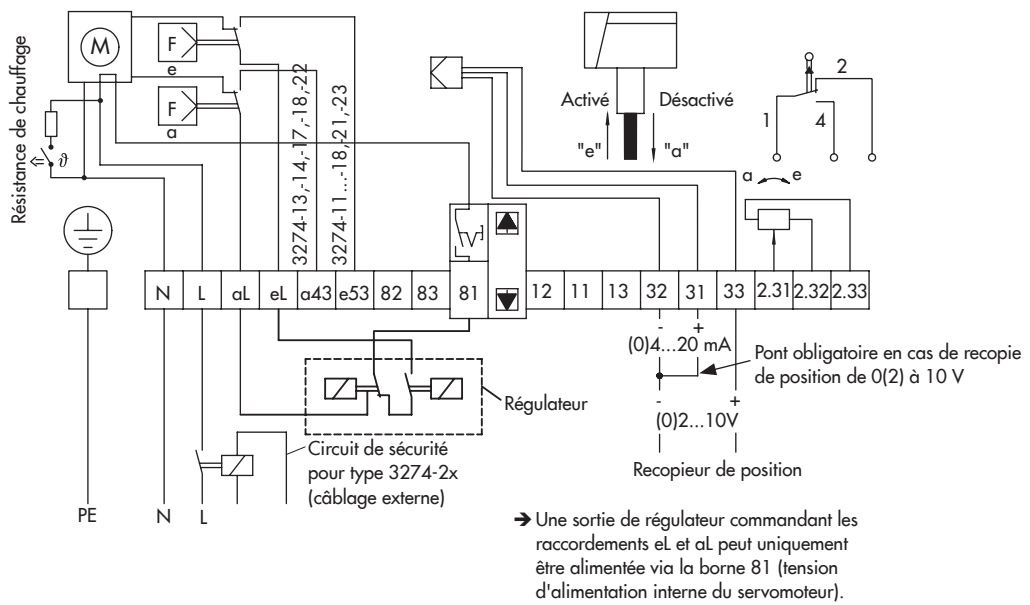 M
F
e
F
a
Résistance de chauffage
ϑ
3274-13,-14,-17,-18,-22
3274-11...-18,-21,-23
Activé
Désactivé
"e"
"a"
2
1
4
a
e
N
L
aL
eL
a43
e53
82
83
81
12
11
13
32
31
33
2.31
2.32
2.33
- +
(0)4...20 mA
Pont obligatoire en cas de recopie
de position de 0(2) à 10 V
- +
(0)2...10V
Recopieur de position
Régulateur
Circuit de sécurité
pour type 3274-2x
(câblage externe)
PE
N
L
➔ Une sortie de régulateur commandant les
raccordements eL et aL peut uniquement
être alimentée via la borne 81 (tension
d'alimentation interne du servomoteur).